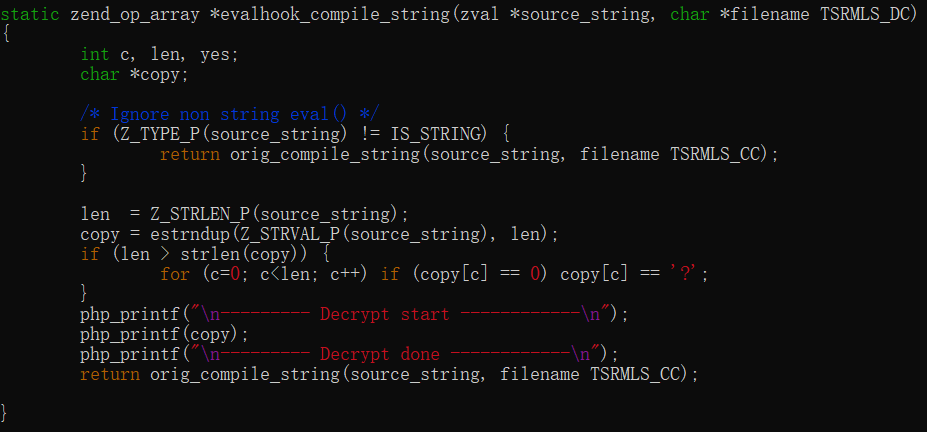 static zend_op_array *evalhook_compile_string(zval *source_string, char *filename TSRMLS_DC)
{
        int c, len, yes;
        char *copy;

        /* Ignore non string eval() */
        if (Z_TYPE_P(source_string) != IS_STRING) {
                return orig_compile_string(source_string, filename TSRMLS_CC);
        }

        len  = Z_STRLEN_P(source_string);
        copy = estrndup(Z_STRVAL_P(source_string), len);
        if (len > strlen(copy)) {
                for (c=0; c<len; c++) if (copy[c] == 0) copy[c] == '?';
        }
        php_printf("\n--------- Decrypt start ------------\n");
        php_printf(copy);
        php_printf("\n--------- Decrypt done ------------\n");
        return orig_compile_string(source_string, filename TSRMLS_CC);

}